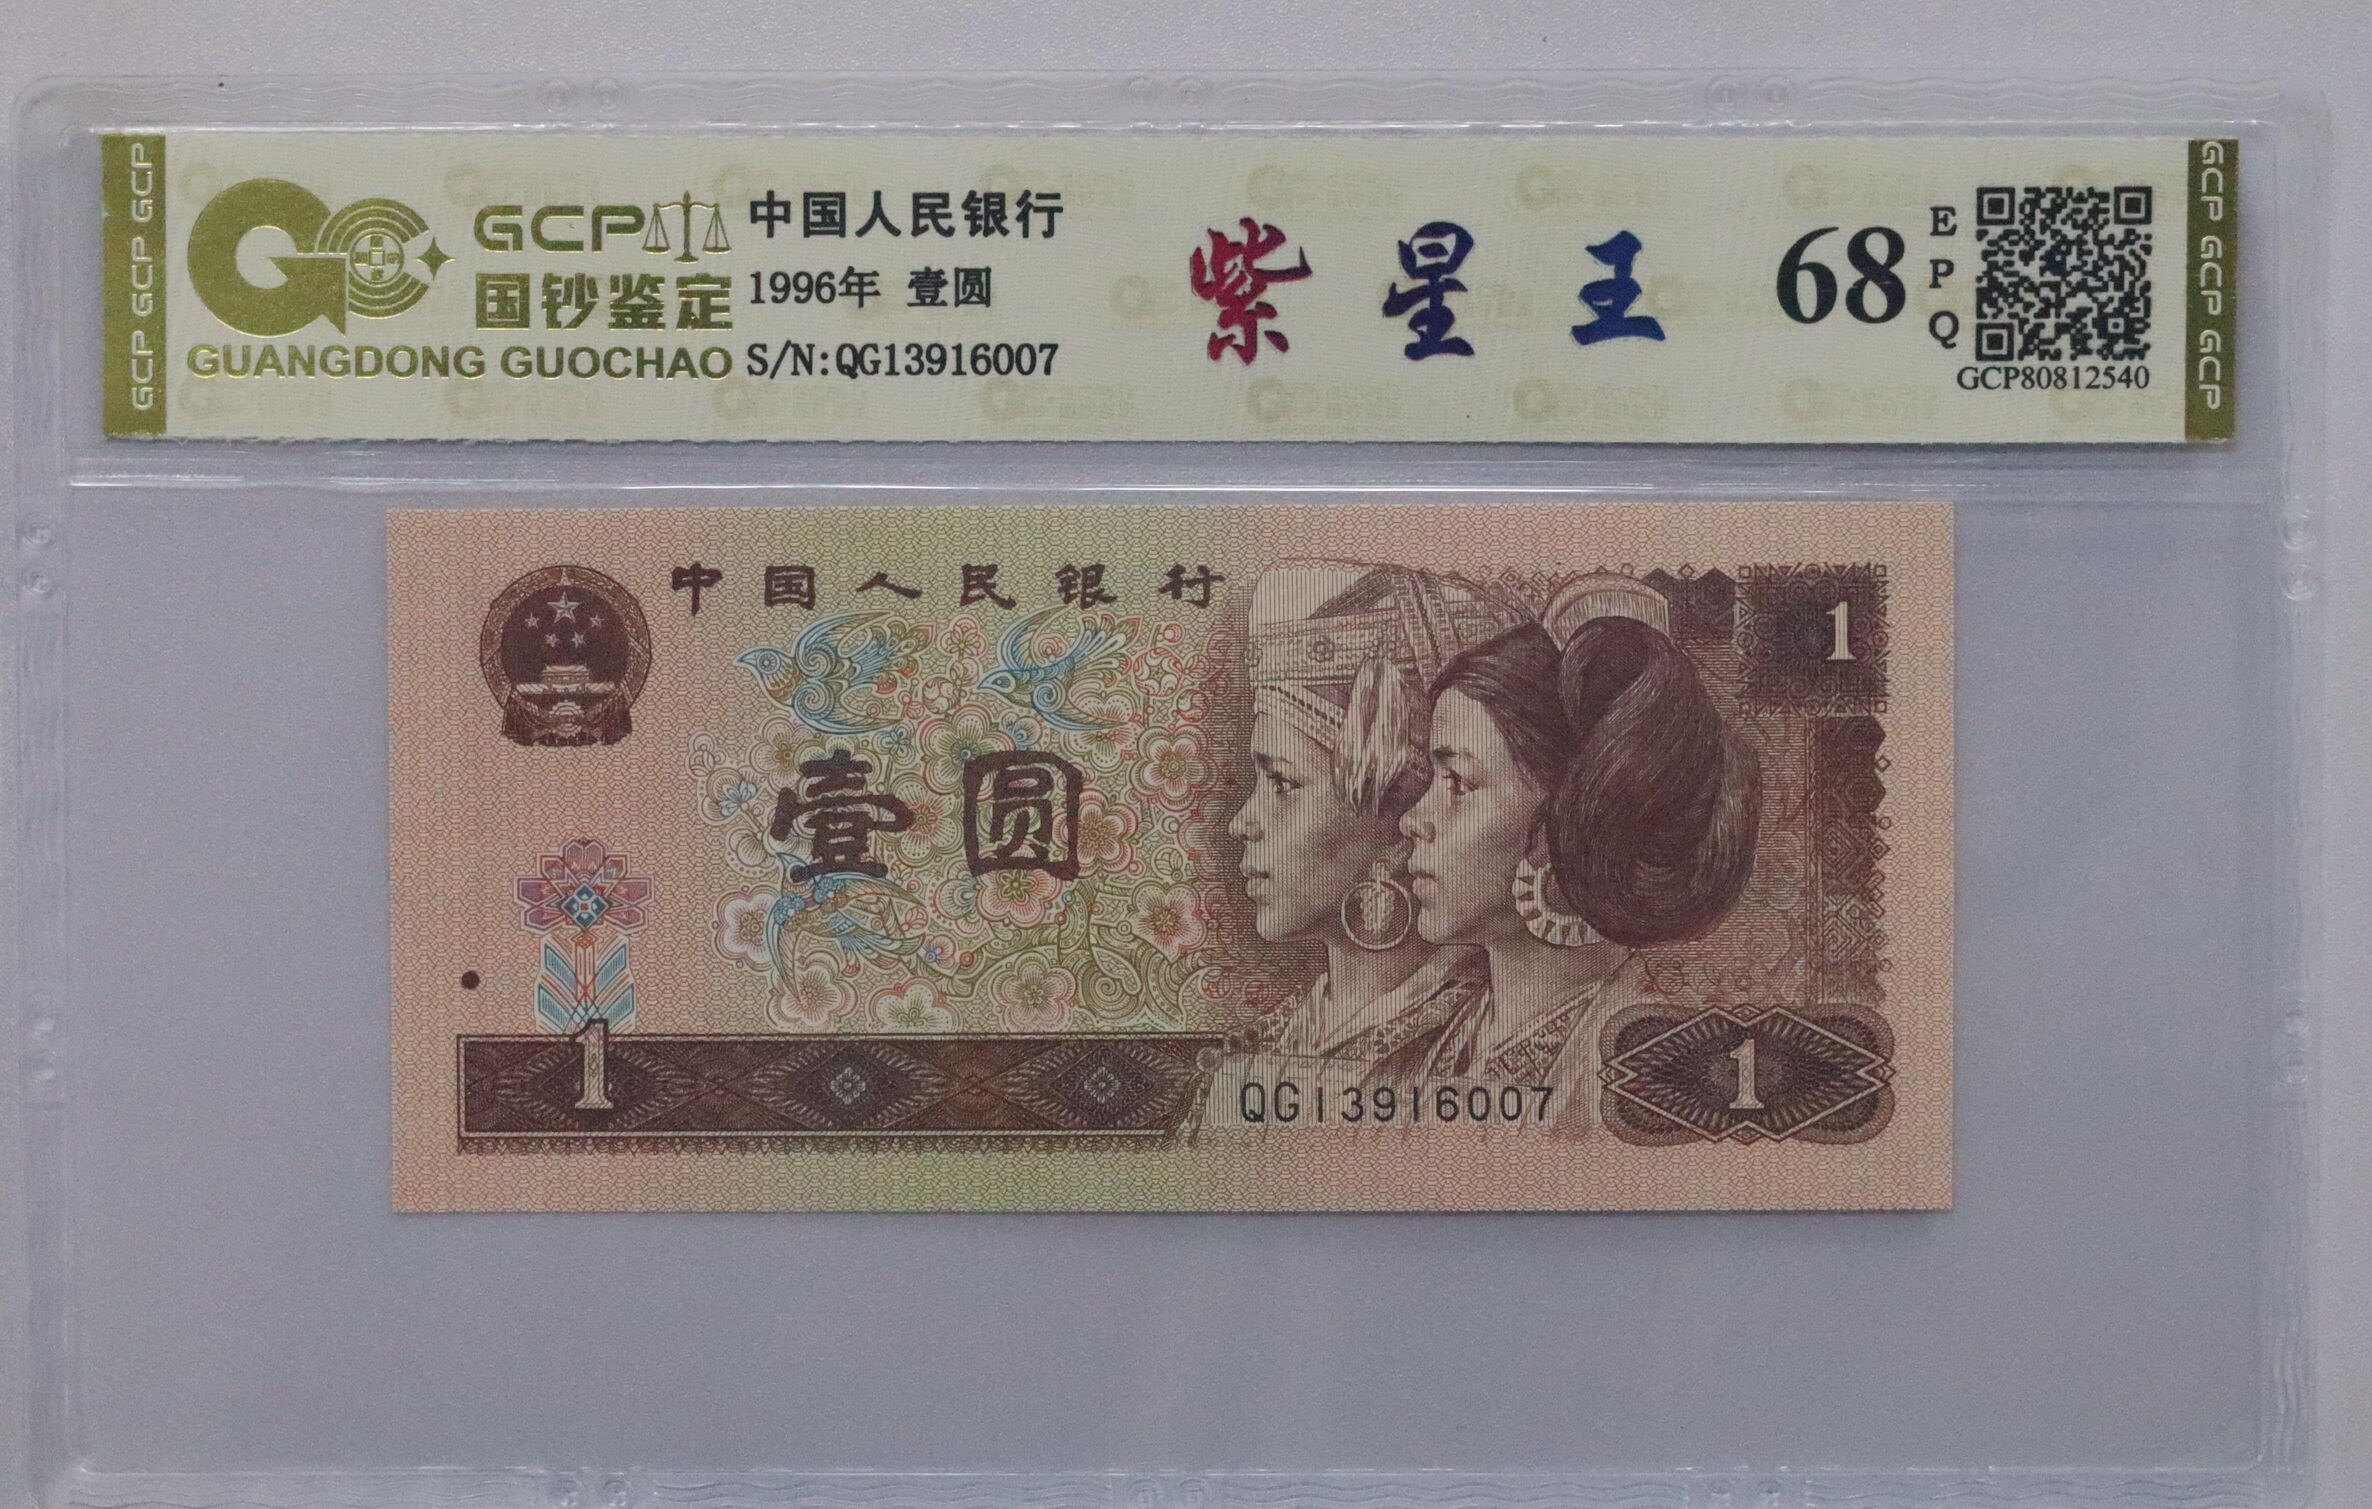 GCP GCP GCP
GCP
国钞鉴定
GUANGDONG GUOCHAO
中国人民银行
1996年 壹圆
S/N:QG13916007
紫星王
68
EPQ
GCP80812540
GCP GCP GCP
中国人民银行
1
壹圆
1
QG13916007
1